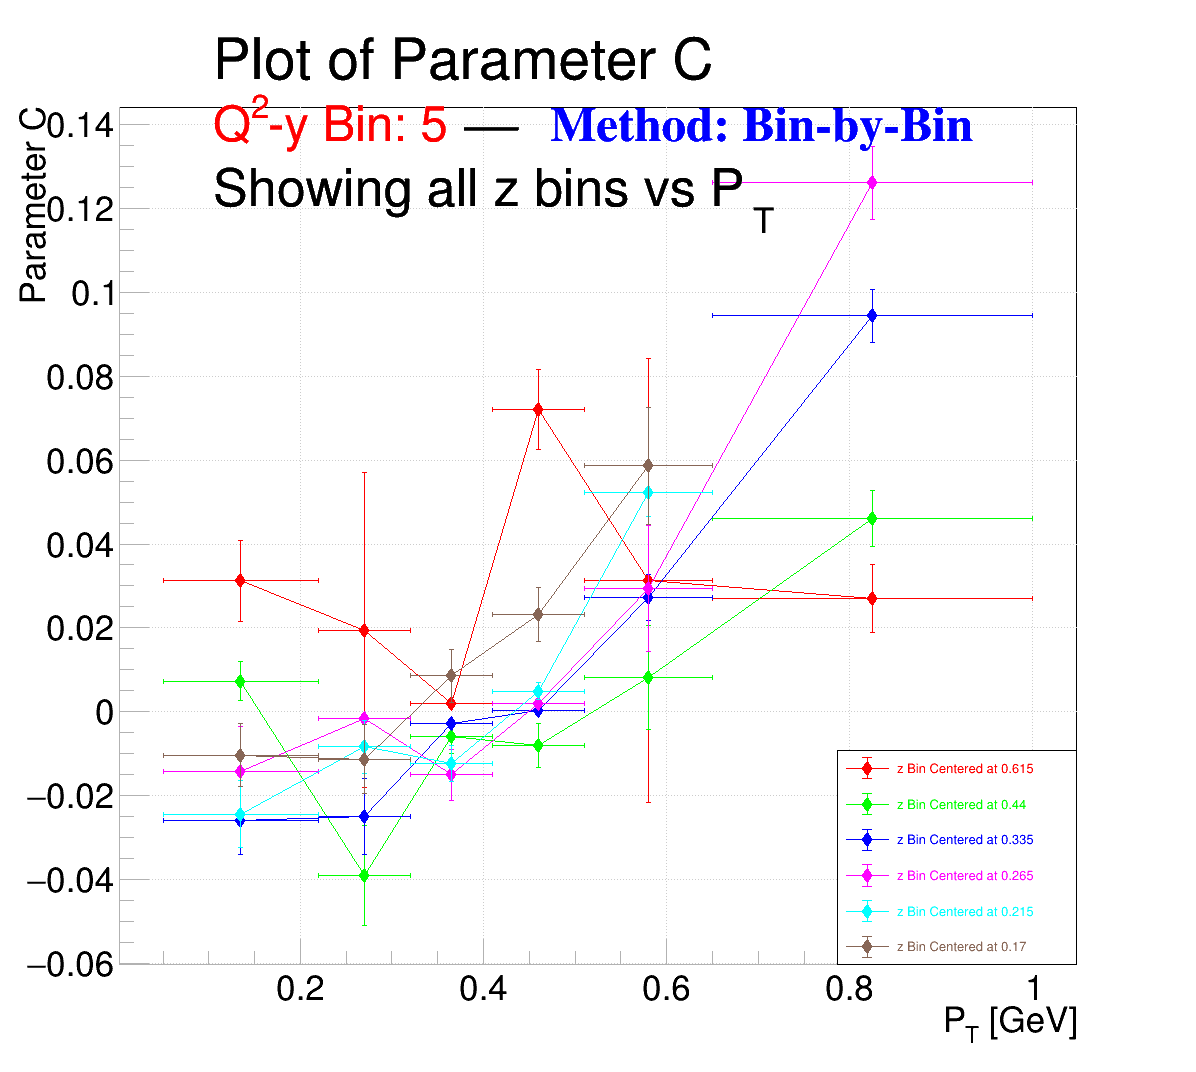 Plot of Parameter C
Q²-y Bin: 5 — Method: Bin-by-Bin
Showing all z bins vs P_T
Parameter C
0.14
0.12
0.1
0.08
0.06
0.04
0.02
0
−0.02
−0.04
−0.06
z Bin Centered at 0.615
z Bin Centered at 0.44
z Bin Centered at 0.335
z Bin Centered at 0.265
z Bin Centered at 0.215
z Bin Centered at 0.17
0.2 0.4 0.6 0.8 1
P_T [GeV]